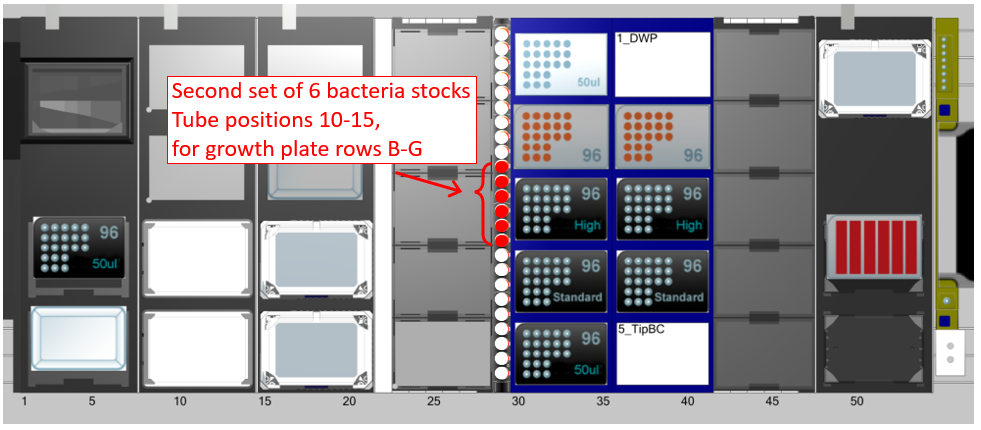 1_DWP
50ul
Second set of 6 bacteria stocks
Tube positions 10-15,
for growth plate rows B-G
96
96
96
50ul
High
High
96
96
96
Standard
96
Standard
96
50ul
5_TipBC
1
5
10
15
20
25
30
35
40
45
50